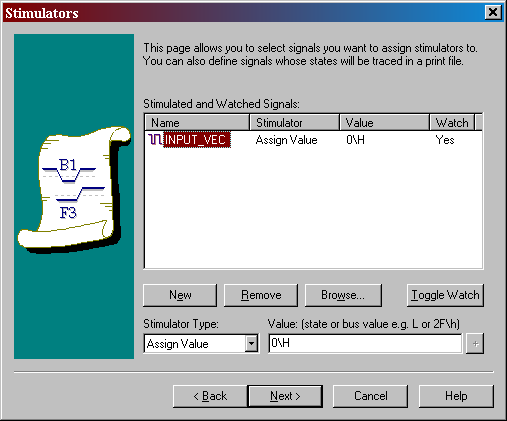 Stimulators
This page allows you to select signals you want to assign stimulators to.
You can also define signals whose states will be traced in a print file.
Stimulated and Watched Signals:
Name Stimulator Value Watch
INPUT_VEC Assign Value 0\H Yes
B1
F3
New Remove Browse... Toggle Watch
Stimulator Type: Value: (state or bus value e.g. L or 2F\h)
Assign Value 0\H +
< Back Next > Cancel Help